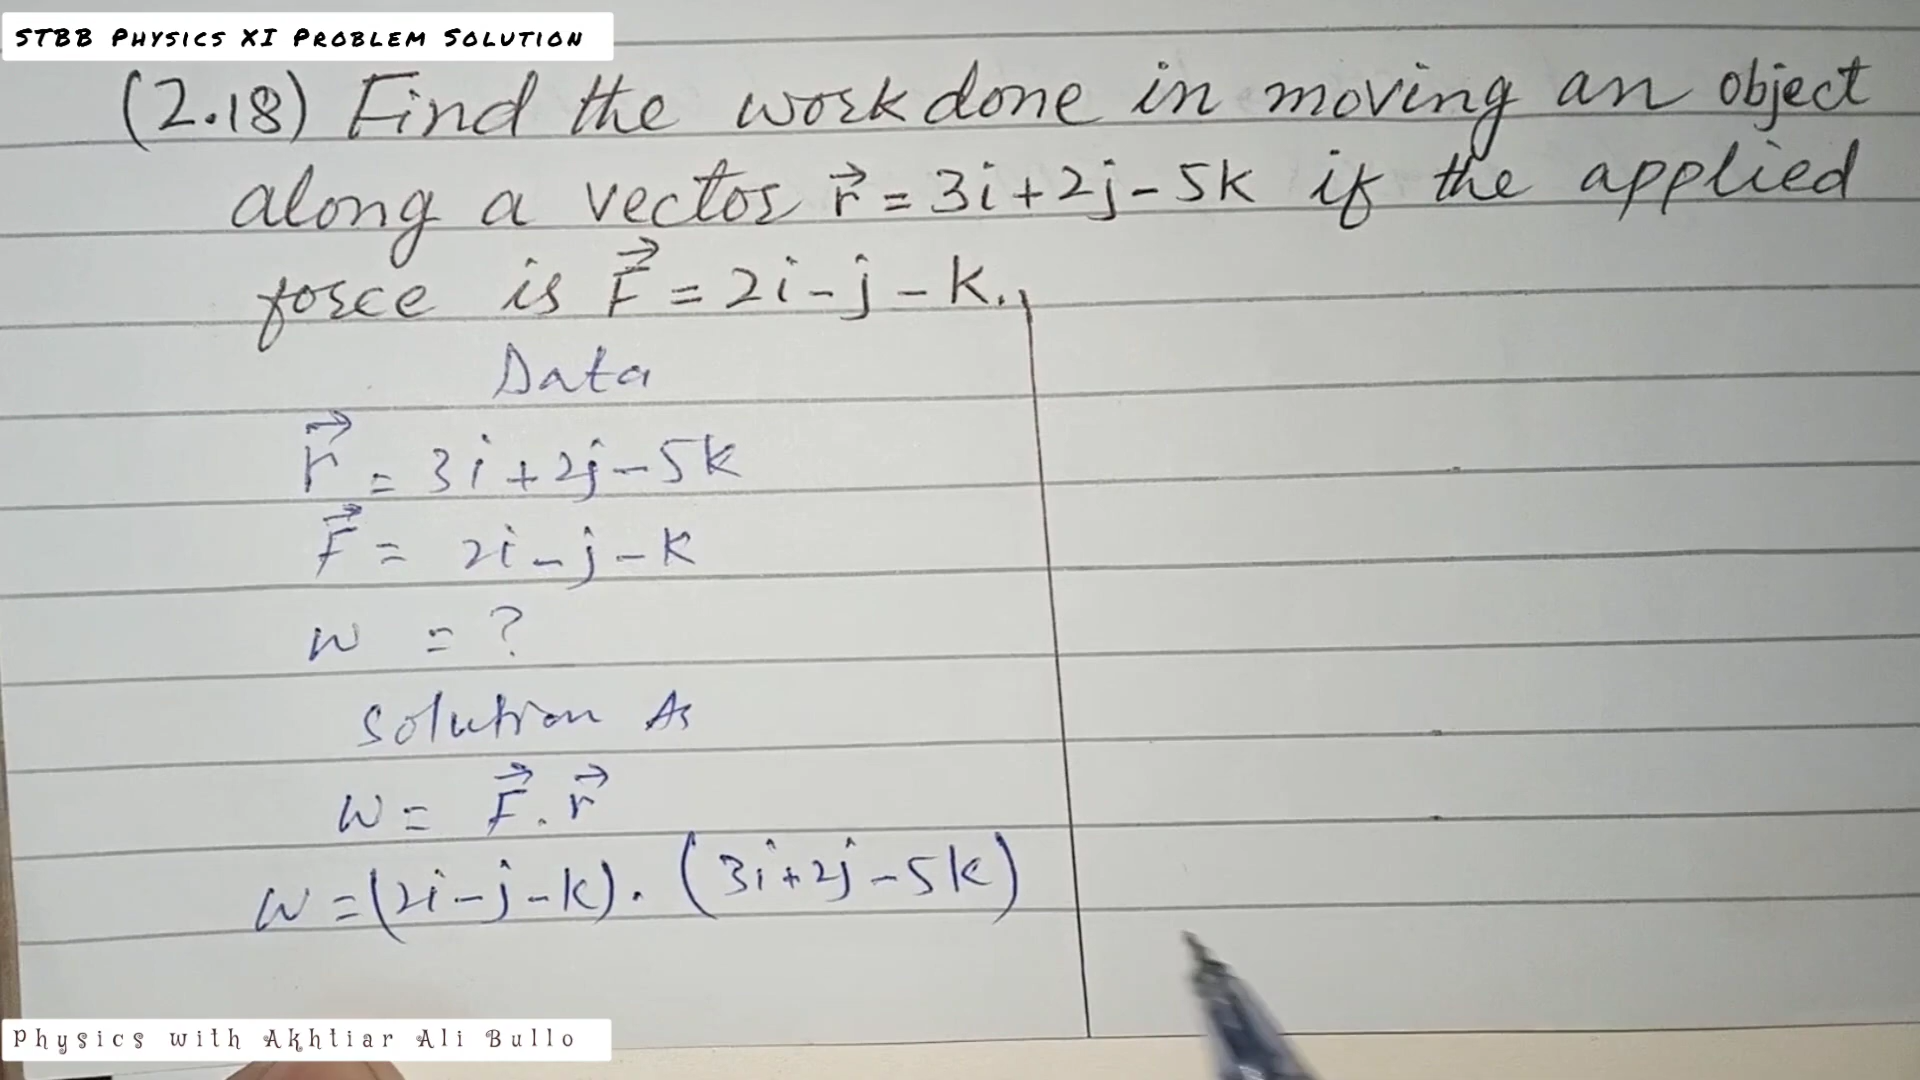 STBB Physics XI Problem Solution
(2.18) Find the work done in moving an object
along a vector r⃗ = 3i + 2j - 5k if the applied
force is F⃗ = 2i - j - k.
Data
r⃗ = 3i + 2j - 5k
F⃗ = 2i - j - k
W = ?
Solution As
W = F⃗ . r⃗
W = (2i - j - k) . (3i + 2j - 5k)
Physics with Akhtiar Ali Bullo